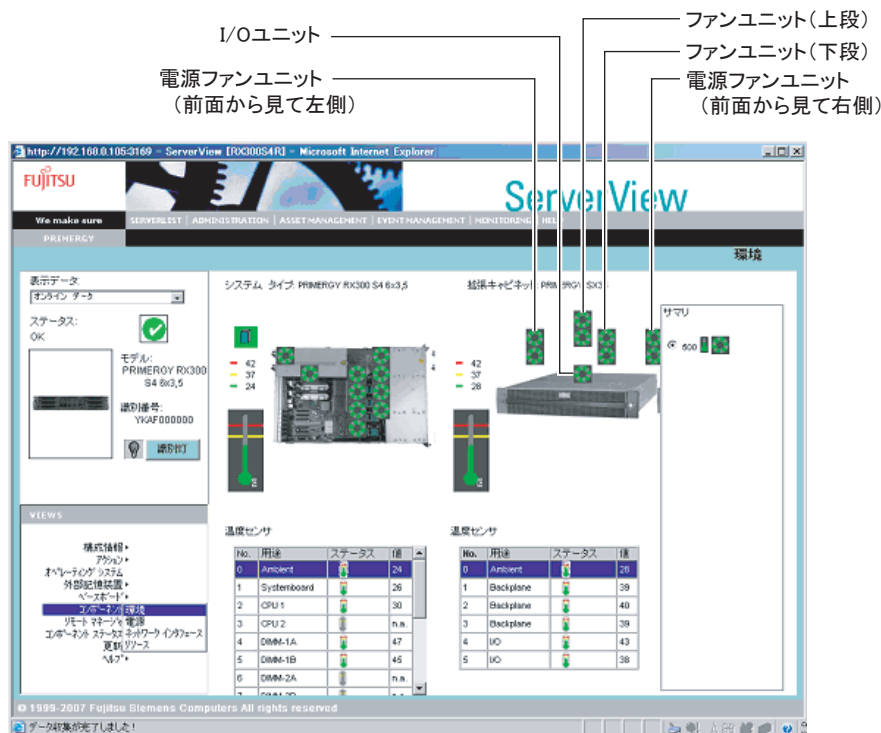 ファンユニット(上段)
I/Oユニット
ファンユニット(下段)
電源ファンユニット
(前面から見て左側)
電源ファンユニット
(前面から見て右側)
http://192.168.0.105:3169 - ServerView [RX300S4R] - Microsoft Internet Explorer
FUJITSU
ServerView
We make sure
SERVERLIST | ADMINISTRATION | ASSET MANAGEMENT | EVENT MANAGEMENT | MONITORING | HELP
PRIMERGY
環境
表示データ:
オンライン データ
ステータス:
OK
モデル:
PRIMERGY RX300
S4 6x3,5
識別番号:
YKAF000000
識別灯
システム タイプ: PRIMERGY RX300 S4 6x3,5
42
37
24
拡張キャビネット: PRIMERGY SX35
42
37
28
サマリ
600
VIEWS
構成情報
アクション
オペレーティング システム
外部記憶装置
ベースボード
コンポーネント 環境
リモート マネージャ 電源
コンポーネント ステータス ネットワーク インタフェース
更新 リソース
ヘルプ
温度センサ
No. 用途 ステータス 値
0 Ambient 24
1 Systemboard 26
2 CPU 1 30
3 CPU 2 n.a.
4 DIMM-1A 47
5 DIMM-1B 45
6 DIMM-2A n.a.
温度センサ
No. 用途 ステータス 値
0 Ambient 28
1 Backplane 39
2 Backplane 40
3 Backplane 39
4 I/O 43
5 I/O 38
© 1999-2007 Fujitsu Siemens Computers All rights reserved
データ収集が完了しました!